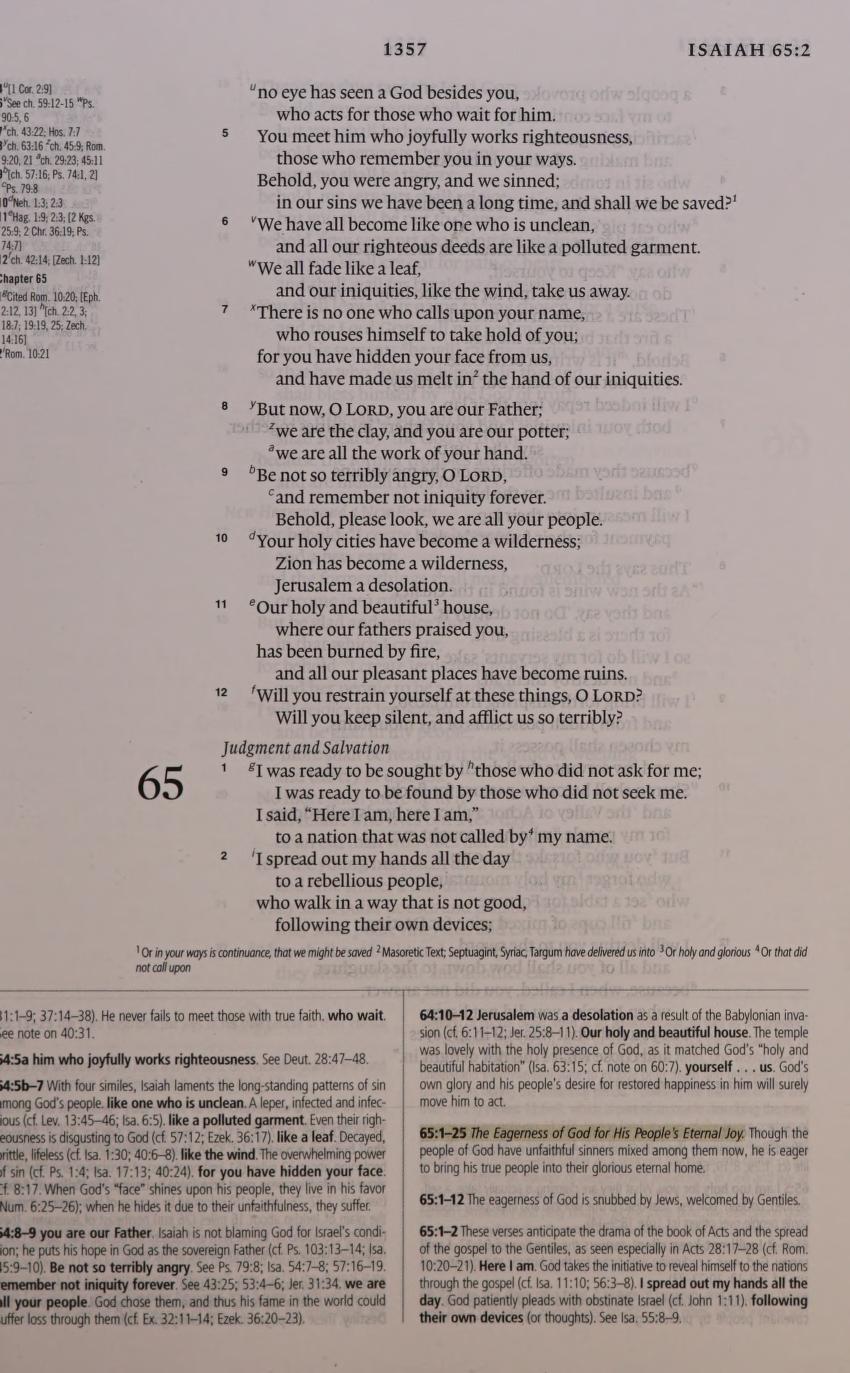 1357
ISAIAH 65:2
[1 Cor. 2:9]
See ch. 59:12-15 wPs.
90:5, 6
xch. 43:22; Hos. 7:7
ych. 63:16 zch. 45:9; Rom.
9:20, 21 ach. 29:23; 45:11
b[ch. 57:16; Ps. 74:1, 2]
cPs. 79:8
0dNeh. 1:3; 2:3
1eHag. 1:9; 2:3; [2 Kgs.
25:9; 2 Chr. 36:19; Ps.
74:7]
2fch. 42:14; [Zech. 1:12]
Chapter 65
gCited Rom. 10:20; [Eph.
2:12, 13] h[ch. 2:2, 3;
18:7; 19:19, 25; Zech.
14:16]
iRom. 10:21
uno eye has seen a God besides you,
who acts for those who wait for him.
5 You meet him who joyfully works righteousness,
those who remember you in your ways.
Behold, you were angry, and we sinned;
in our sins we have been a long time, and shall we be saved?1
6 vWe have all become like one who is unclean,
and all our righteous deeds are like a polluted garment.
wWe all fade like a leaf,
and our iniquities, like the wind, take us away.
7 xThere is no one who calls upon your name,
who rouses himself to take hold of you;
for you have hidden your face from us,
and have made us melt in2 the hand of our iniquities.
8 yBut now, O LORD, you are our Father;
zwe are the clay, and you are our potter;
awe are all the work of your hand.
9 bBe not so terribly angry, O LORD,
cand remember not iniquity forever.
Behold, please look, we are all your people.
10 dYour holy cities have become a wilderness;
Zion has become a wilderness,
Jerusalem a desolation.
11 eOur holy and beautiful3 house,
where our fathers praised you,
has been burned by fire,
and all our pleasant places have become ruins.
12 fWill you restrain yourself at these things, O LORD?
Will you keep silent, and afflict us so terribly?
Judgment and Salvation
65 1 gI was ready to be sought by hthose who did not ask for me;
I was ready to be found by those who did not seek me.
I said, “Here I am, here I am,”
to a nation that was not called by4 my name.
2 iI spread out my hands all the day
to a rebellious people,
who walk in a way that is not good,
following their own devices;
1 Or in your ways is continuance, that we might be saved 2 Masoretic Text; Septuagint, Syriac, Targum have delivered us into 3 Or holy and glorious 4 Or that did
not call upon
1:1–9; 37:14–38). He never fails to meet those with true faith. who wait.
ee note on 40:31.
64:5a him who joyfully works righteousness. See Deut. 28:47–48.
64:5b–7 With four similes, Isaiah laments the long-standing patterns of sin
among God's people. like one who is unclean. A leper, infected and infec-
ious (cf. Lev. 13:45–46; Isa. 6:5). like a polluted garment. Even their righ-
eousness is disgusting to God (cf. 57:12; Ezek. 36:17). like a leaf. Decayed,
brittle, lifeless (cf. Isa. 1:30; 40:6–8). like the wind. The overwhelming power
of sin (cf. Ps. 1:4; Isa. 17:13; 40:24). for you have hidden your face.
Cf. 8:17. When God's “face” shines upon his people, they live in his favor
Num. 6:25–26); when he hides it due to their unfaithfulness, they suffer.
64:8–9 you are our Father. Isaiah is not blaming God for Israel's condi-
ion; he puts his hope in God as the sovereign Father (cf. Ps. 103:13–14; Isa.
45:9–10). Be not so terribly angry. See Ps. 79:8; Isa. 54:7–8; 57:16–19.
remember not iniquity forever. See 43:25; 53:4–6; Jer. 31:34. we are
all your people. God chose them, and thus his fame in the world could
suffer loss through them (cf. Ex. 32:11–14; Ezek. 36:20–23).
64:10–12 Jerusalem was a desolation as a result of the Babylonian inva-
sion (cf. 6:11–12; Jer. 25:8–11). Our holy and beautiful house. The temple
was lovely with the holy presence of God, as it matched God's “holy and
beautiful habitation” (Isa. 63:15; cf. note on 60:7). yourself . . . us. God's
own glory and his people's desire for restored happiness in him will surely
move him to act.
65:1–25 The Eagerness of God for His People's Eternal Joy. Though the
people of God have unfaithful sinners mixed among them now, he is eager
to bring his true people into their glorious eternal home.
65:1–12 The eagerness of God is snubbed by Jews, welcomed by Gentiles.
65:1–2 These verses anticipate the drama of the book of Acts and the spread
of the gospel to the Gentiles, as seen especially in Acts 28:17–28 (cf. Rom.
10:20–21). Here I am. God takes the initiative to reveal himself to the nations
through the gospel (cf. Isa. 11:10; 56:3–8). I spread out my hands all the
day. God patiently pleads with obstinate Israel (cf. John 1:11). following
their own devices (or thoughts). See Isa. 55:8–9.